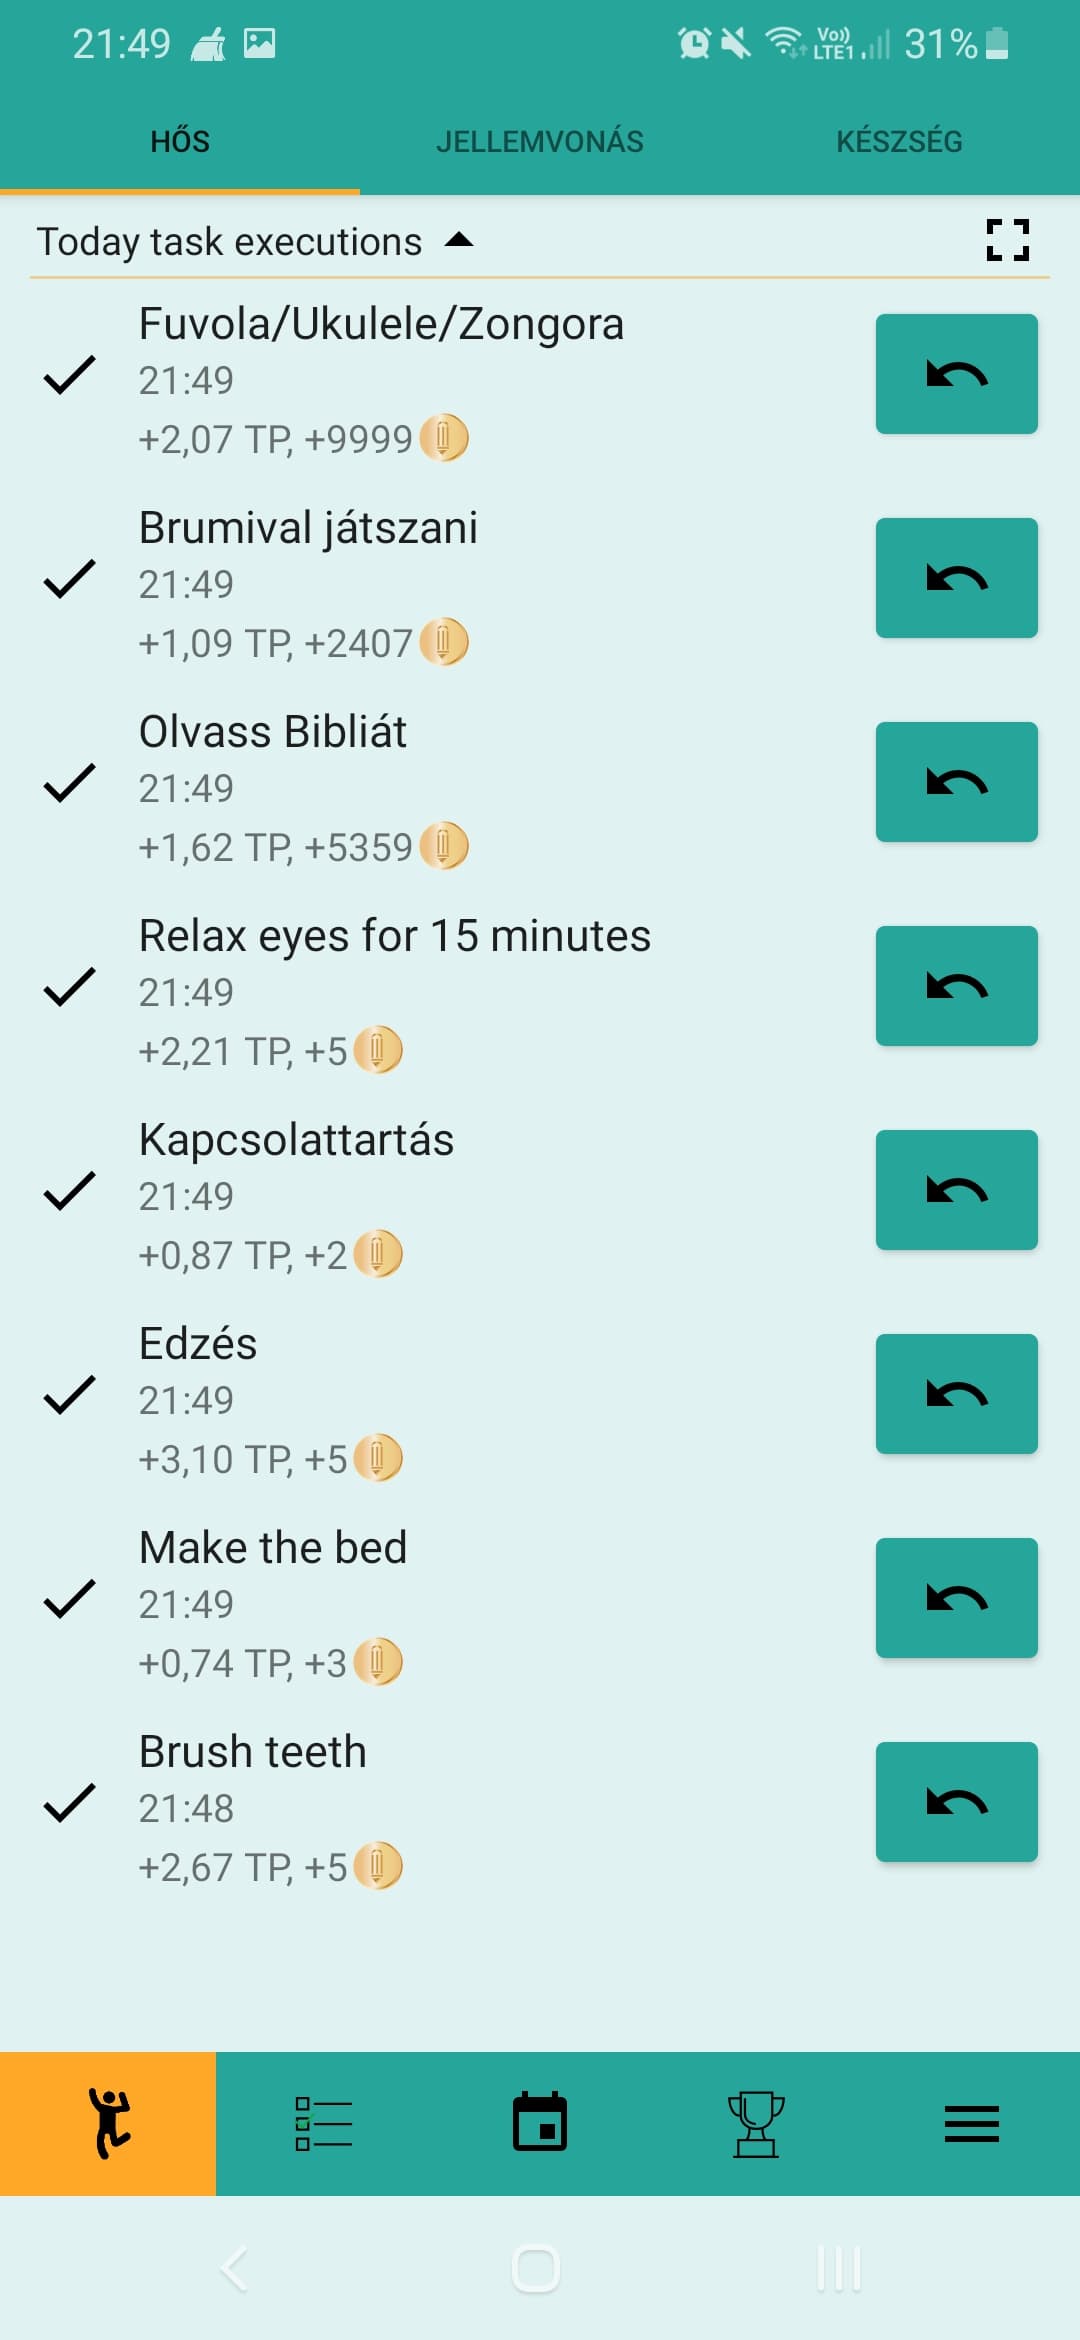 21:49
Vo)) LTE1 31%
HŐS JELLEMVONÁS KÉSZSÉG
Today task executions
Fuvola/Ukulele/Zongora
21:49
+2,07 TP, +9999
Brumival játszani
21:49
+1,09 TP, +2407
Olvass Bibliát
21:49
+1,62 TP, +5359
Relax eyes for 15 minutes
21:49
+2,21 TP, +5
Kapcsolattartás
21:49
+0,87 TP, +2
Edzés
21:49
+3,10 TP, +5
Make the bed
21:49
+0,74 TP, +3
Brush teeth
21:48
+2,67 TP, +5